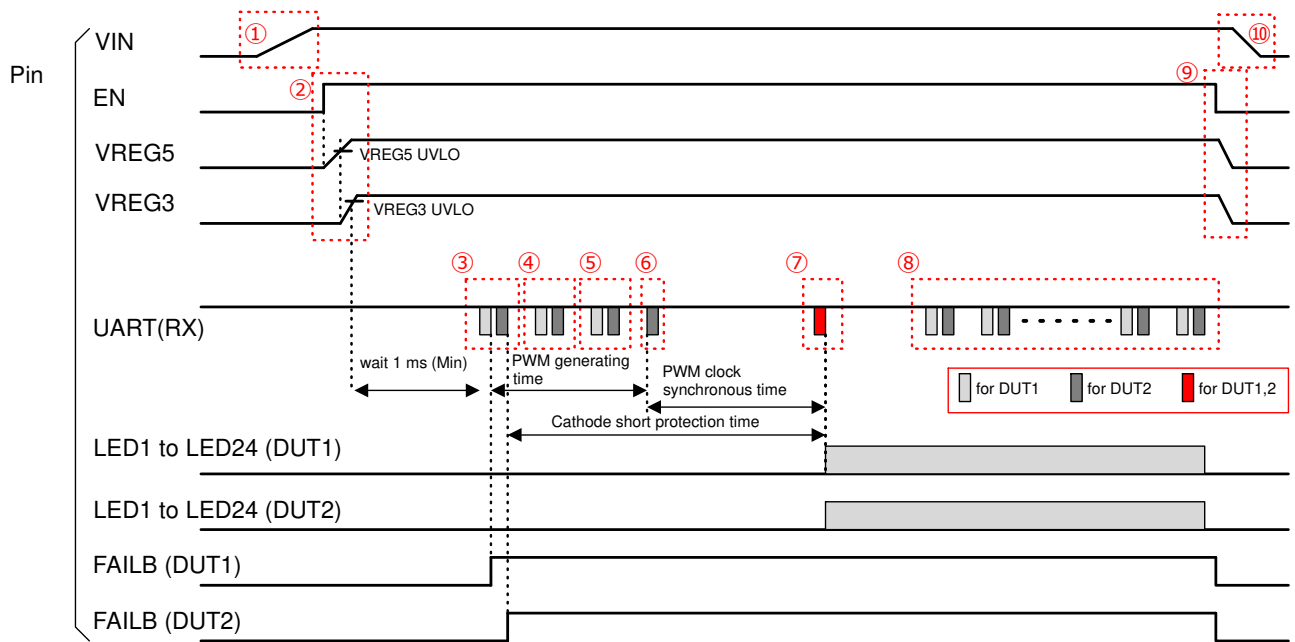 Pin
VIN
①
⑩
EN
②
⑨
VREG5
VREG5 UVLO
VREG3
VREG3 UVLO
③
④
⑤
⑥
⑦
⑧
UART(RX)
wait 1 ms (Min)
PWM generating
time
PWM clock
synchronous time
for DUT1
for DUT2
for DUT1,2
Cathode short protection time
LED1 to LED24 (DUT1)
LED1 to LED24 (DUT2)
FAILB (DUT1)
FAILB (DUT2)